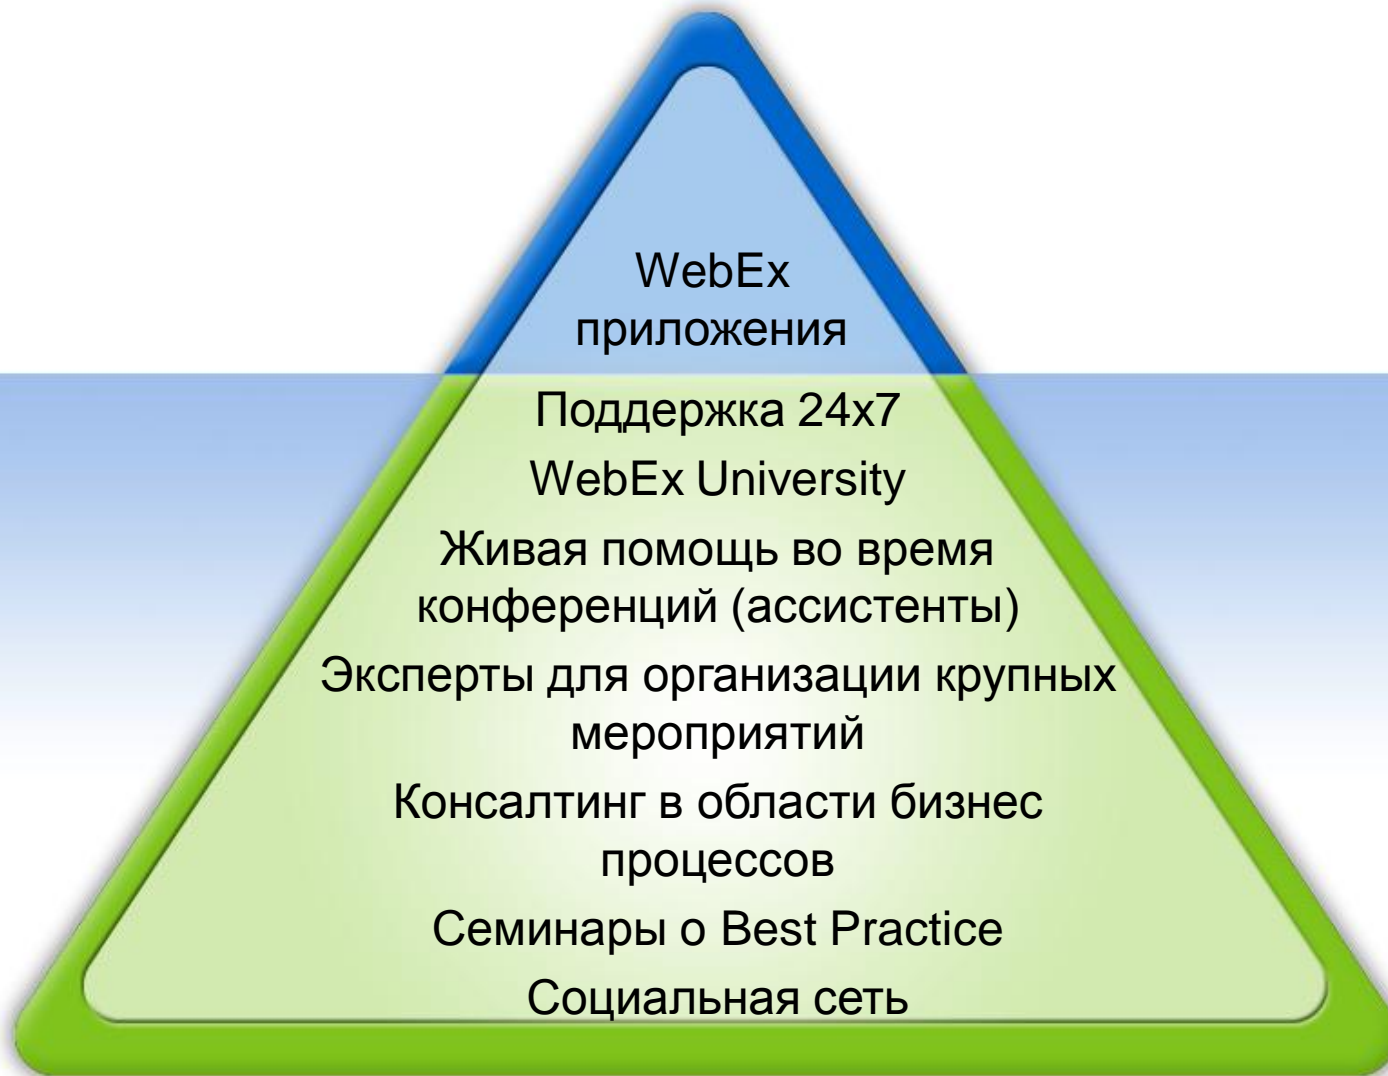 WebEx
приложения
Поддержка 24x7
WebEx University
Живая помощь во время
конференций (ассистенты)
Эксперты для организации крупных
мероприятий
Консалтинг в области бизнес
процессов
Семинары о Best Practice
Социальная сеть